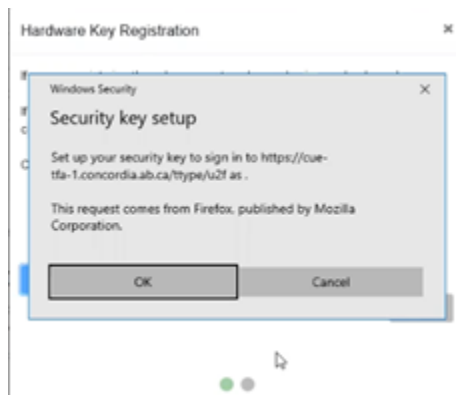 Hardware Key Registration
Windows Security
Security key setup
Set up your security key to sign in to https://cue-
tfa-1.concordia.ab.ca/ttype/u2f as .
This request comes from Firefox, published by Mozilla
Corporation.
OK
Cancel